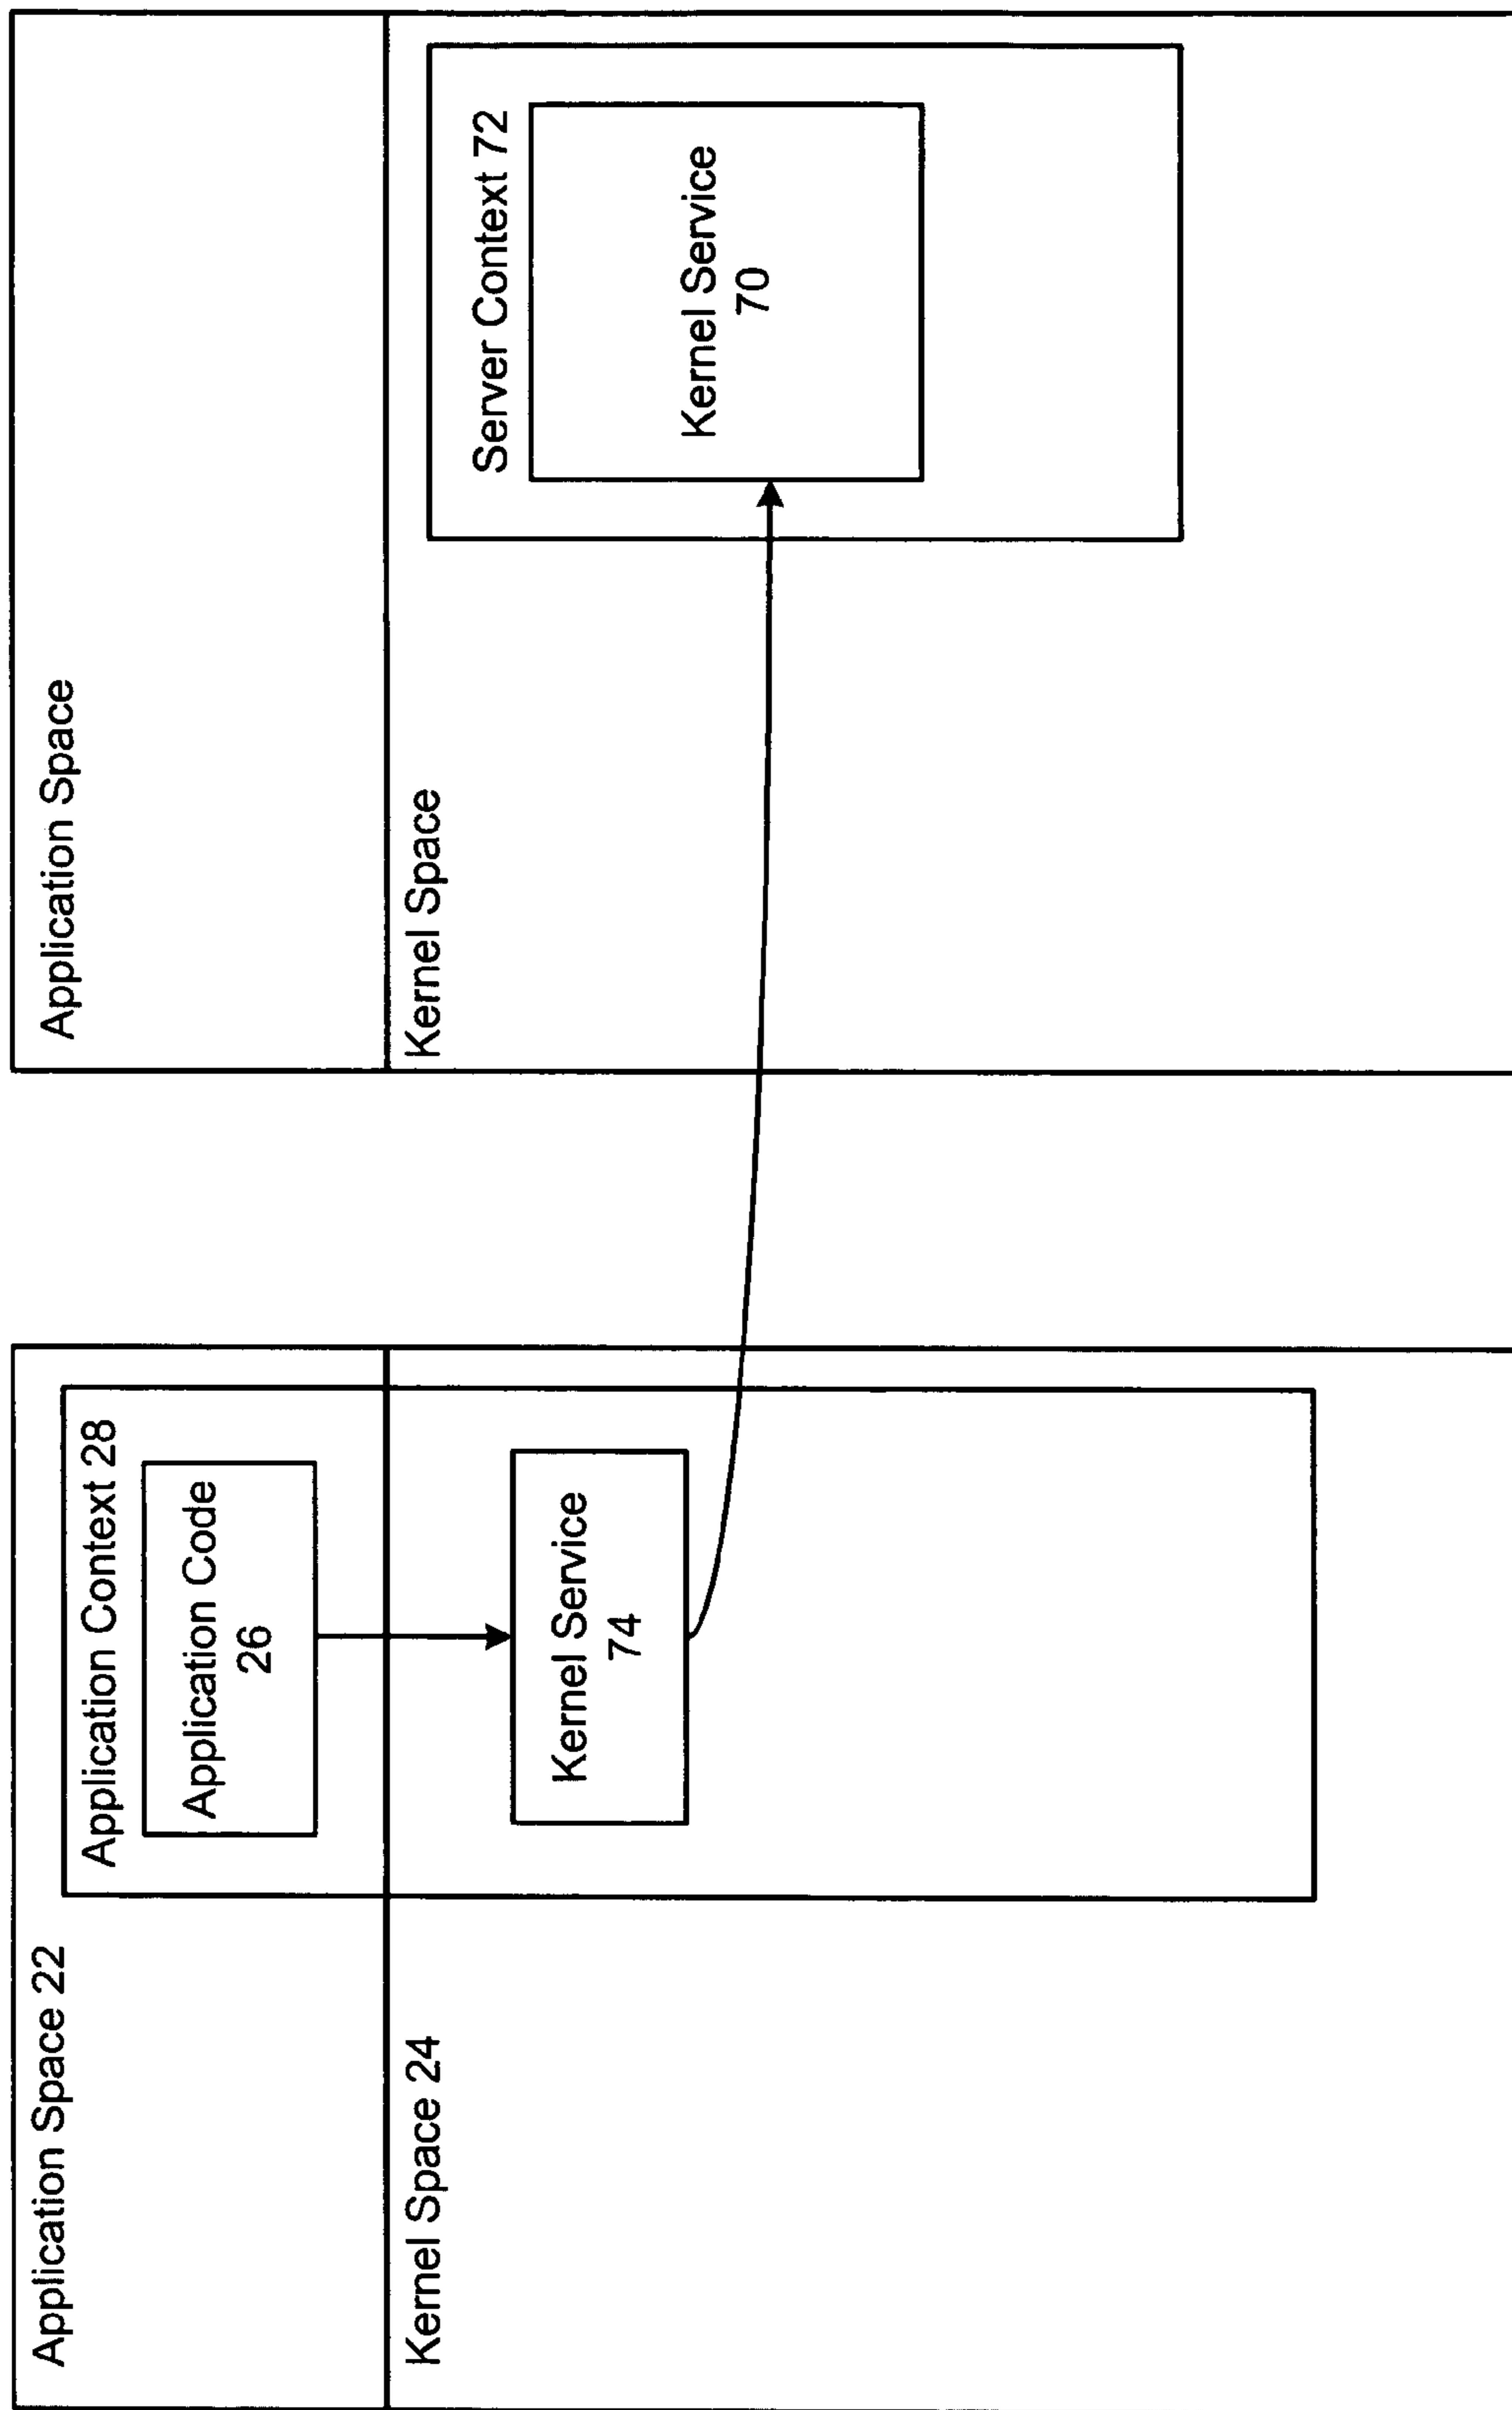 Application Space 22
Application Context 28
Application Code
26
Kernel Space 24
Kernel Service
74
Application Space
Kernel Space
Server Context 72
Kernel Service
70